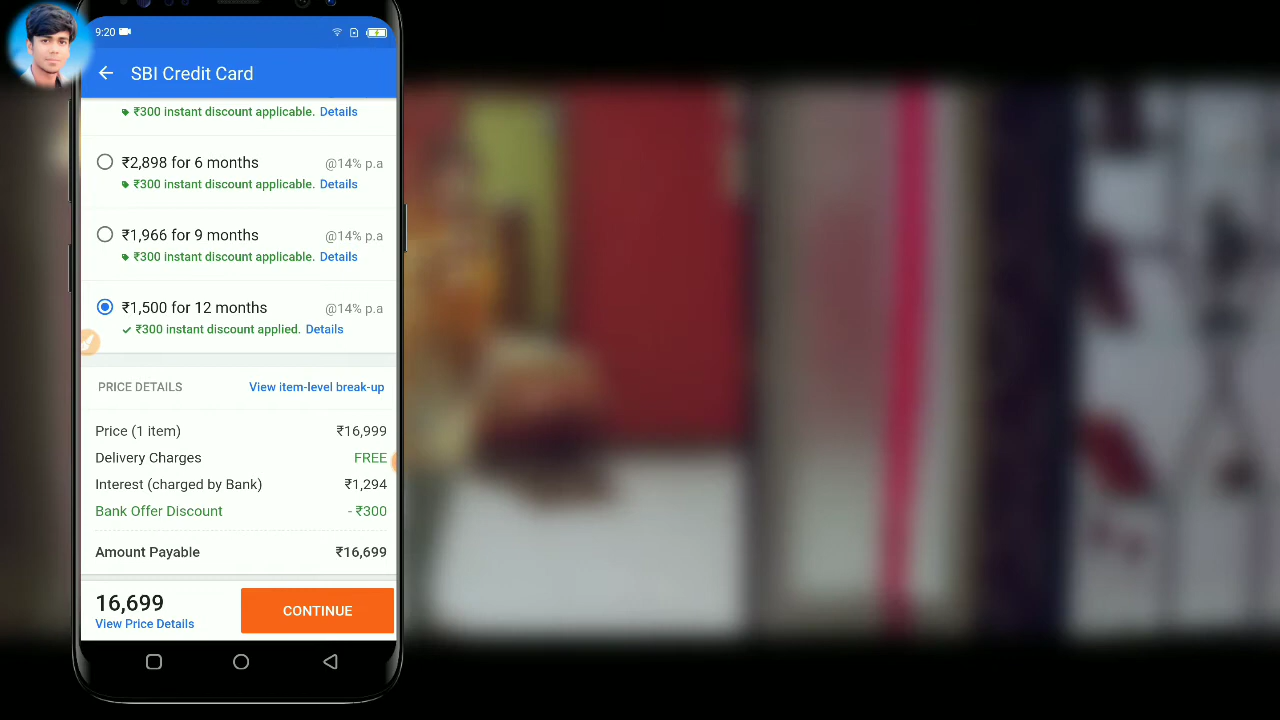 9:20
SBI Credit Card
₹300 instant discount applicable. Details
₹2,898 for 6 months @14% p.a
₹300 instant discount applicable. Details
₹1,966 for 9 months @14% p.a
₹300 instant discount applicable. Details
₹1,500 for 12 months @14% p.a
₹300 instant discount applied. Details
PRICE DETAILS View item-level break-up
Price (1 item) ₹16,999
Delivery Charges FREE
Interest (charged by Bank) ₹1,294
Bank Offer Discount - ₹300
Amount Payable ₹16,699
16,699
View Price Details
CONTINUE